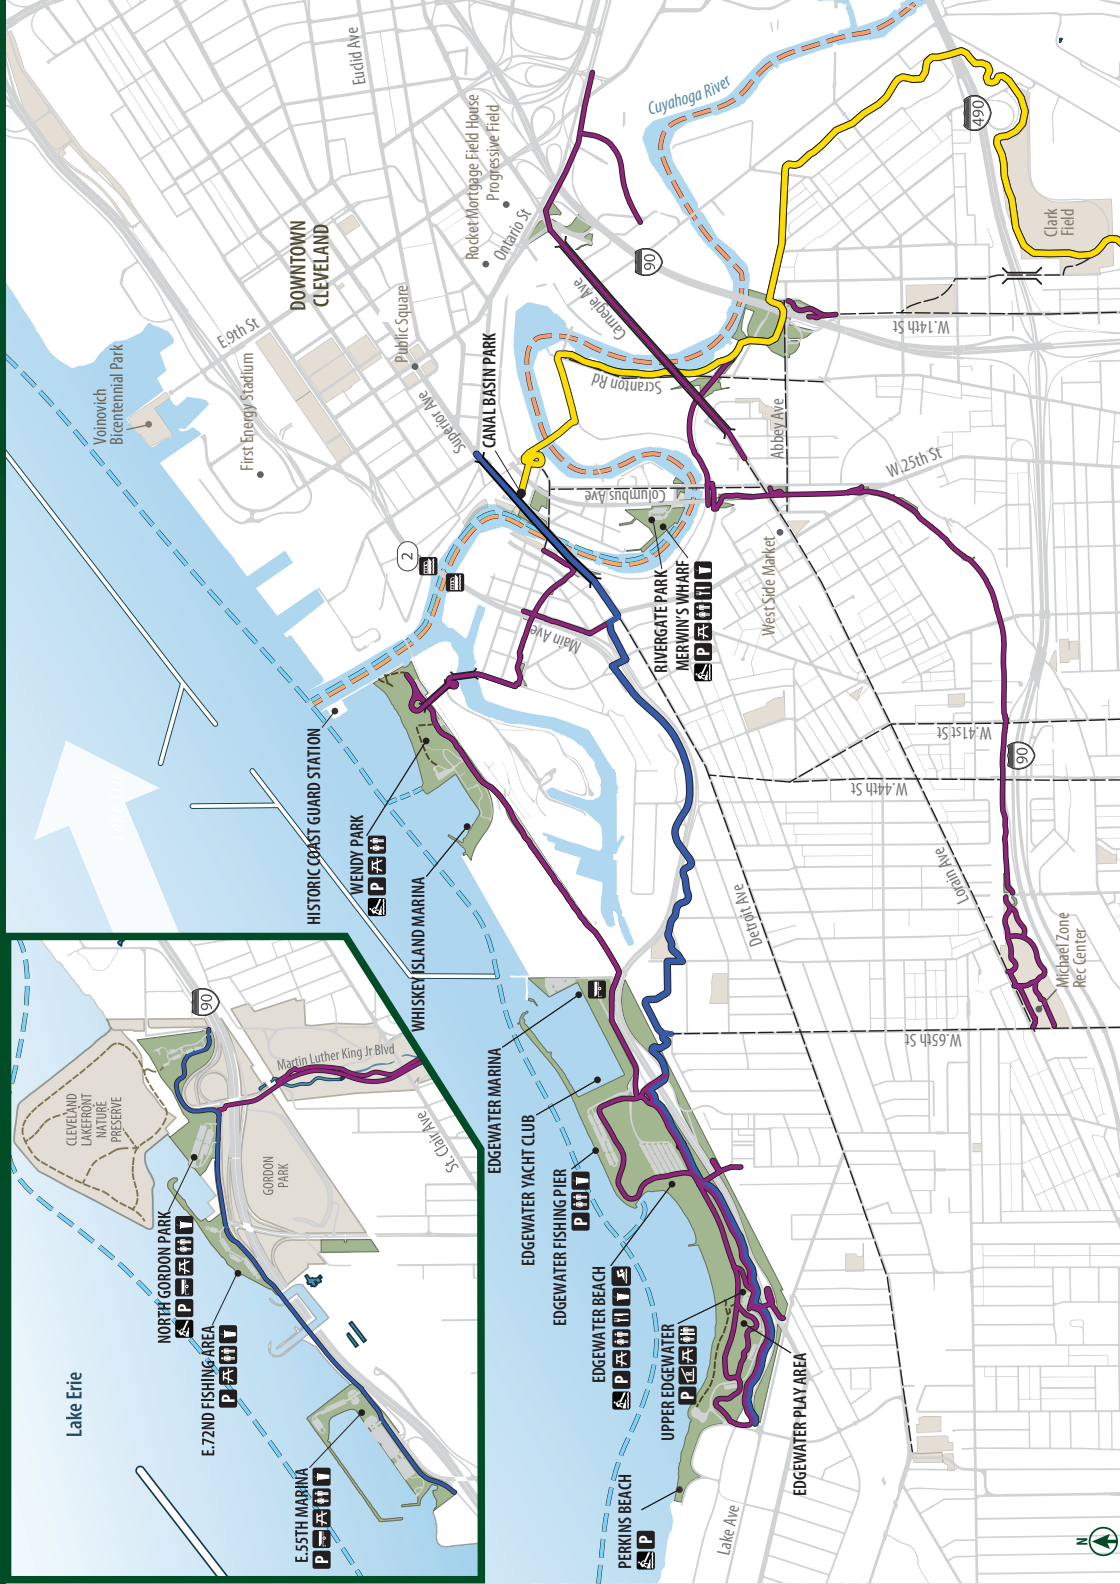 Lake Erie
CLEVELAND
LAKEFRONT
NATURE
PRESERVE
90
Martin Luther King Jr Blvd
St. Clair Ave
GORDON
PARK
NORTH GORDON PARK
P
E.72ND FISHING AREA
P
E.55TH MARINA
P
Voinovich
Bicentennial Park
First Energy Stadium
E.9th St
DOWNTOWN
CLEVELAND
Euclid Ave
Public Square
Superior Ave
Rocket Mortgage Field House
Progressive Field
Ontario St
CANAL BASIN PARK
Carnegie Ave
Scranton Rd
Cuyahoga River
90
490
Clark
Field
W.14th St
Abbey Ave
W.25th St
Columbus Ave
2
Main Ave
RIVERGATE PARK
MERWIN'S WHARF
P
West Side Market
HISTORIC COAST GUARD STATION
WENDY PARK
P
WHISKEY ISLAND MARINA
W.41st St
W.44th St
90
Lorain Ave
Detroit Ave
Michael Zone
Rec Center
W.65th St
EDGEWATER MARINA
EDGEWATER YACHT CLUB
EDGEWATER FISHING PIER
P
EDGEWATER BEACH
P
UPPER EDGEWATER
P
EDGEWATER PLAY AREA
PERKINS BEACH
P
Lake Ave
N